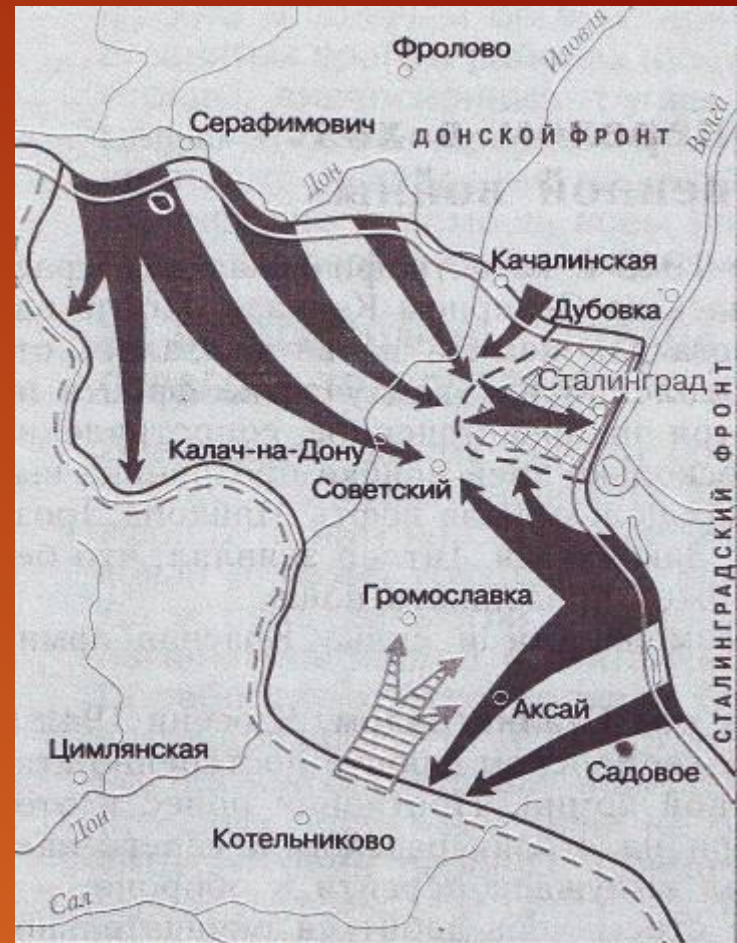 Фролово
Иловля
Серафимович
ДОНСКОЙ ФРОНТ
Волга
Дон
Качалинская
Дубовка
Сталинград
Калач-на-Дону
Советский
СТАЛИНГРАДСКИЙ ФРОНТ
Громославка
Аксай
Цимлянская
Садовое
Дон
Котельниково
Сал